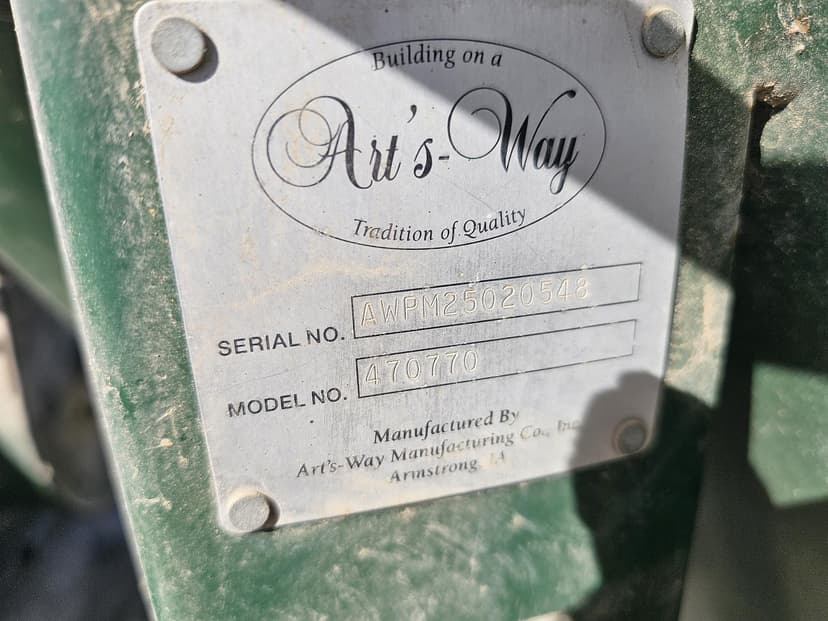 Building on a
Art's-Way
Tradition of Quality
SERIAL NO. AWPM25020548
MODEL NO. 470770
Manufactured By
Art's-Way Manufacturing Co., Inc.
Armstrong, IA